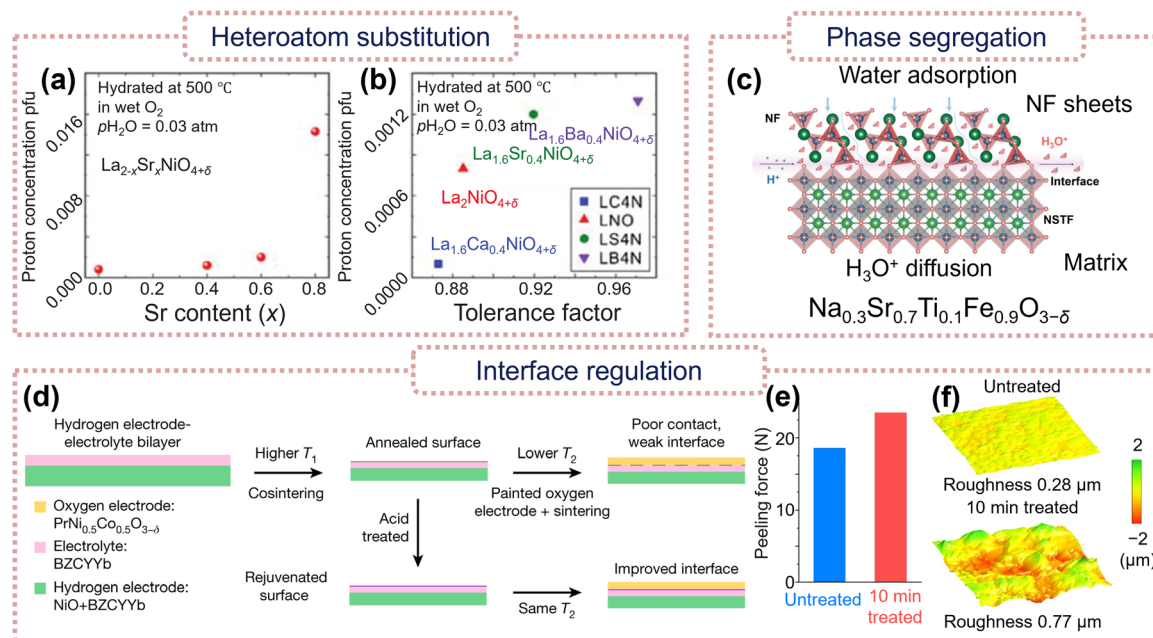 Heteroatom substitution
(a)
Proton concentration pfu
0.016
0.008
0.000
Hydrated at 500 ℃
in wet O₂
pH₂O = 0.03 atm
La₂₋ₓSrₓNiO₄₊δ
0.0
0.2
0.4
0.6
0.8
Sr content (x)
(b)
Proton concentration pfu
0.0012
0.0006
0.0000
Hydrated at 500 ℃
in wet O₂
pH₂O = 0.03 atm
La₁.₆Ba₀.₄NiO₄₊δ
La₁.₆Sr₀.₄NiO₄₊δ
La₂NiO₄₊δ
La₁.₆Ca₀.₄NiO₄₊δ
LC4N
LNO
LS4N
LB4N
0.88
0.92
0.96
Tolerance factor
Phase segregation
(c)
Water adsorption
NF sheets
NF
H₃O⁺
H⁺
Interface
NSTF
H₃O⁺ diffusion
Matrix
Na₀.₃Sr₀.₇Ti₀.₁Fe₀.₉O₃₋δ
Interface regulation
(d)
Hydrogen electrode-
electrolyte bilayer
Higher T₁
Cosintering
Annealed surface
Lower T₂
Painted oxygen
electrode + sintering
Poor contact,
weak interface
Oxygen electrode:
PrNi₀.₅Co₀.₅O₃₋δ
Electrolyte:
BZCYYb
Hydrogen electrode:
NiO+BZCYYb
Acid
treated
Rejuvenated
surface
Same T₂
Improved interface
(e)
Peeling force (N)
20
10
0
Untreated
10 min
treated
(f)
Untreated
Roughness 0.28 μm
10 min treated
Roughness 0.77 μm
2
−2
(μm)